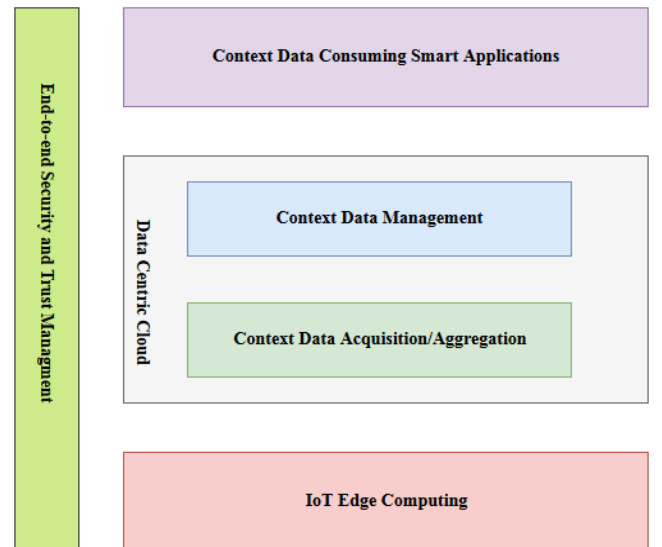 Context Data Consuming Smart Applications
End-to-end Security and Trust Managment
Data Centric Cloud
Context Data Management
Context Data Acquisition/Aggregation
IoT Edge Computing